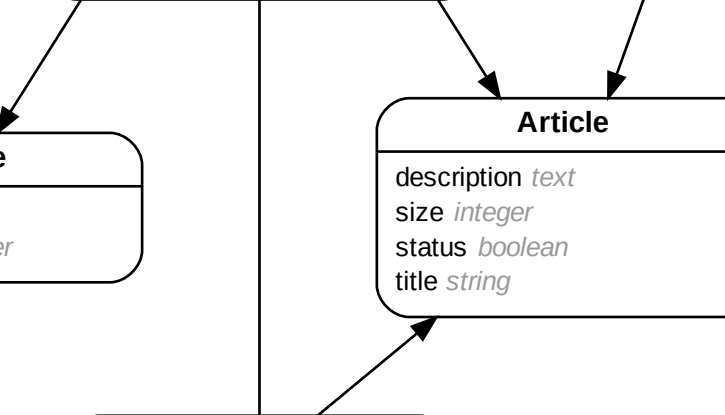 Article
description text
size integer
status boolean
title string